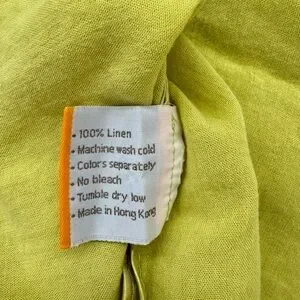 • 100% Linen
• Machine wash cold
• Colors separately
• No bleach
• Tumble dry low
• Made in Hong Kong